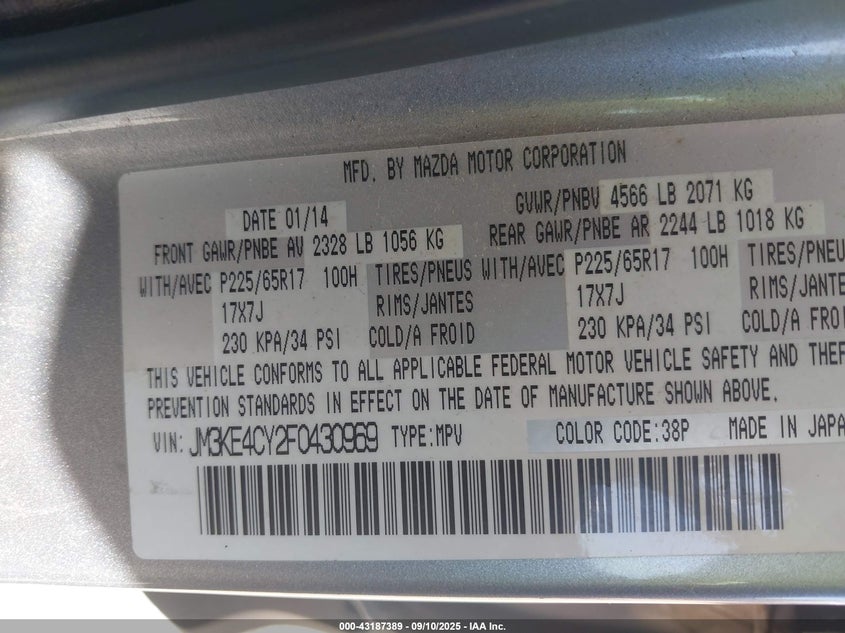 MFD. BY MAZDA MOTOR CORPORATION
DATE 01/14 GVWR/PNBV 4566 LB 2071 KG
FRONT GAWR/PNBE AV 2328 LB 1056 KG REAR GAWR/PNBE AR 2244 LB 1018 KG
WITH/AVEC P225/65R17 100H TIRES/PNEUS WITH/AVEC P225/65R17 100H TIRES/PNE
17X7J RIMS/JANTES 17X7J RIMS/JANTE
230 KPA/34 PSI COLD/A FROID 230 KPA/34 PSI COLD/A FROI
THIS VEHICLE CONFORMS TO ALL APPLICABLE FEDERAL MOTOR VEHICLE SAFETY AND THEF
PREVENTION STANDARDS IN EFFECT ON THE DATE OF MANUFACTURE SHOWN ABOVE.
VIN: JM3KE4CY2F0430969 TYPE:MPV COLOR CODE:38P MADE IN JAPA
000-43187389 - 09/10/2025 - IAA Inc.